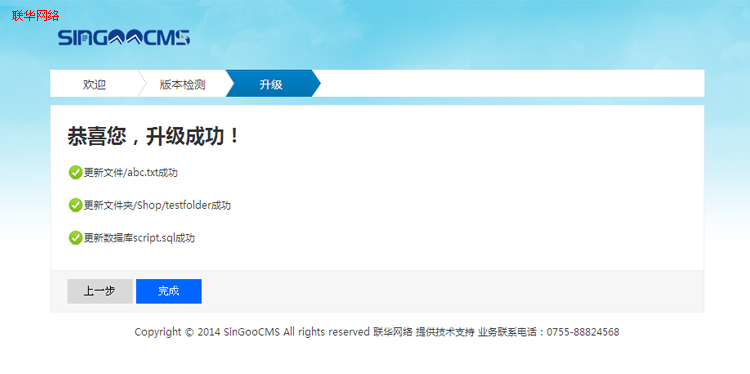 联华网络
SINGOOCMS
欢迎 版本检测 升级
恭喜您，升级成功！
更新文件/abc.txt成功
更新文件夹/Shop/testfolder成功
更新数据库script.sql成功
上一步 完成
Copyright © 2014 SinGooCMS All rights reserved 联华网络 提供技术支持 业务联系电话：0755-88824568